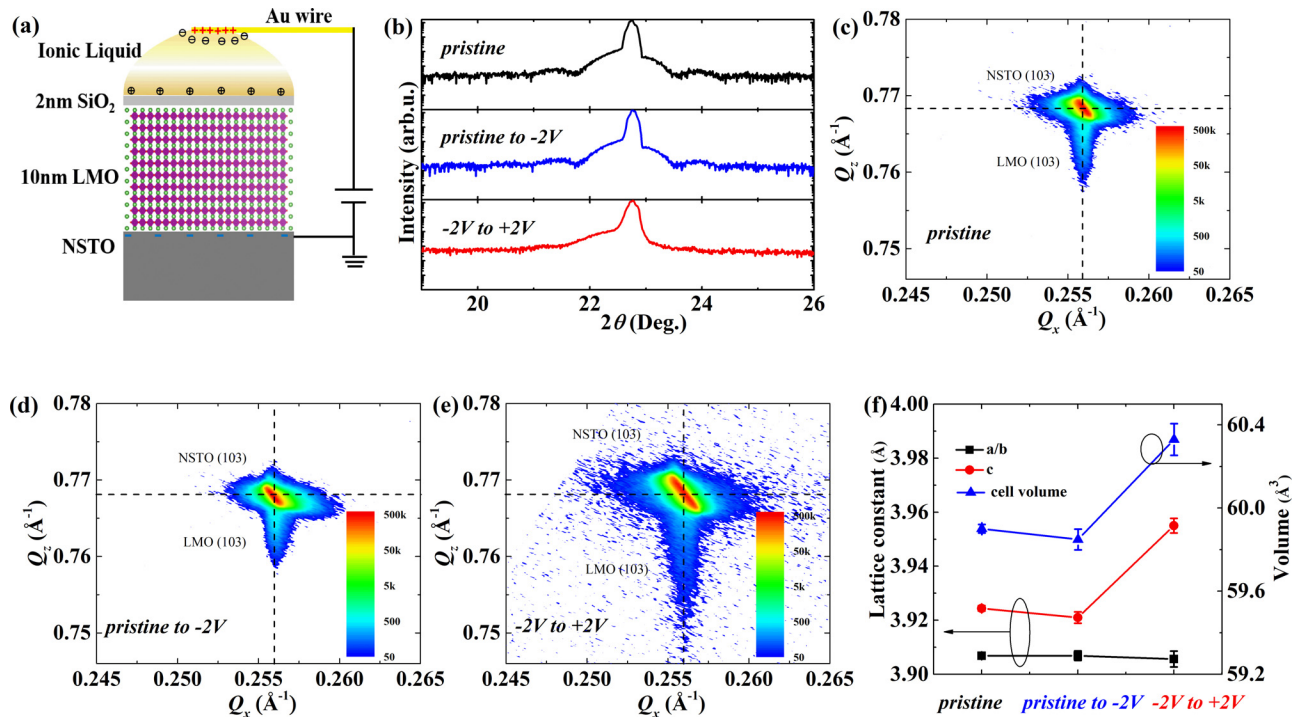 (a)
Au wire
Ionic Liquid
2nm SiO2
10nm LMO
NSTO
(b)
pristine
pristine to -2V
-2V to +2V
Intensity (arb.u.)
20 22 24 26
2θ (Deg.)
(c)
0.78
0.77
0.76
0.75
Qz (Å-1)
NSTO (103)
LMO (103)
pristine
500k
50k
5k
500
50
0.245 0.250 0.255 0.260 0.265
Qx (Å-1)
(d)
0.78
0.77
0.76
0.75
Qz (Å-1)
NSTO (103)
LMO (103)
pristine to -2V
500k
50k
5k
500
50
0.245 0.250 0.255 0.260 0.265
Qx (Å-1)
(e)
0.78
0.77
0.76
0.75
Qz (Å-1)
NSTO (103)
LMO (103)
-2V to +2V
500k
50k
5k
500
50
0.245 0.250 0.255 0.260 0.265
Qx (Å-1)
(f)
4.00
3.98
3.96
3.94
3.92
3.90
Lattice constant (Å)
a/b
c
cell volume
60.4
60.0
59.6
59.2
Volume (Å3)
pristine pristine to -2V -2V to +2V